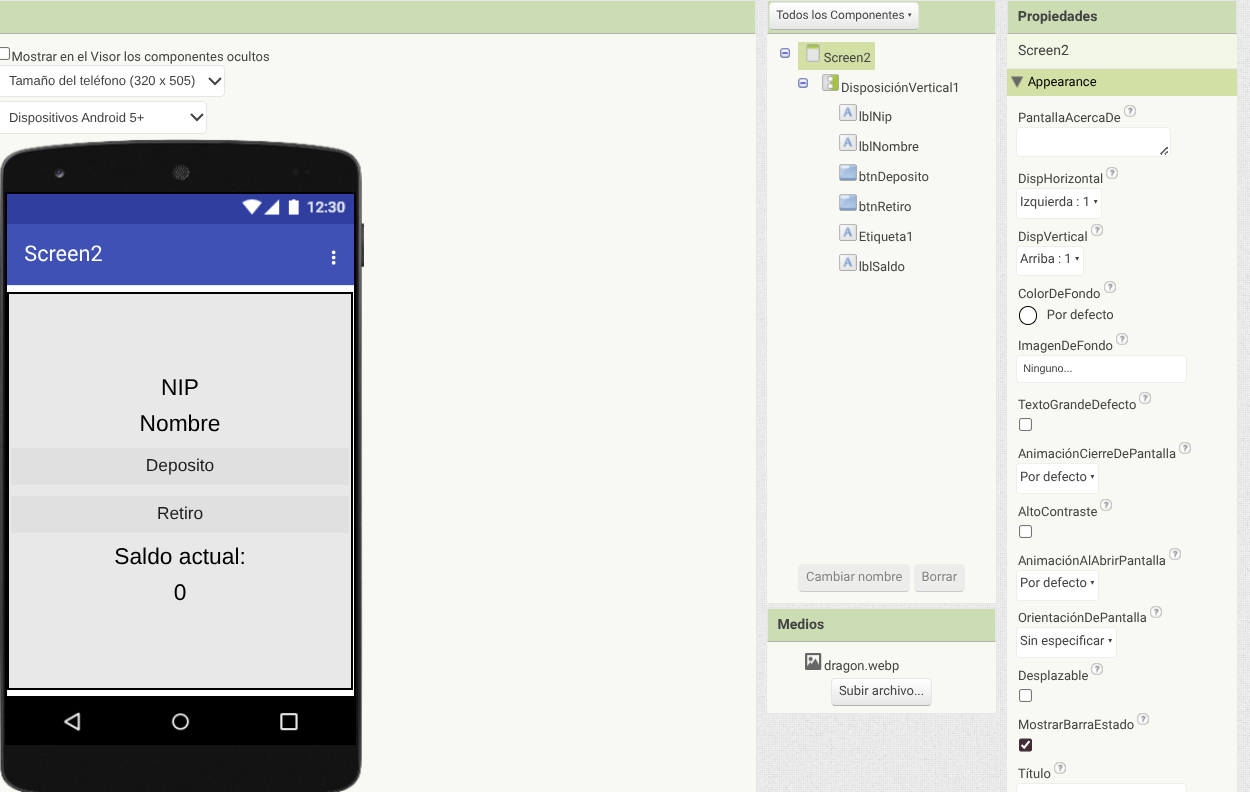 Mostrar en el Visor los componentes ocultos
Tamaño del teléfono (320 x 505)
Dispositivos Android 5+
12:30
Screen2
NIP
Nombre
Deposito
Retiro
Saldo actual:
0
Todos los Componentes
Screen2
DisposiciónVertical1
lblNip
lblNombre
btnDeposito
btnRetiro
Etiqueta1
lblSaldo
Cambiar nombre Borrar
Medios
dragon.webp
Subir archivo...
Propiedades
Screen2
Appearance
PantallaAcercaDe ?
DispHorizontal ?
Izquierda : 1
DispVertical ?
Arriba : 1
ColorDeFondo ?
Por defecto
ImagenDeFondo ?
Ninguno...
TextoGrandeDefecto ?
AnimaciónCierreDePantalla ?
Por defecto
AltoContraste ?
AnimaciónAlAbrirPantalla ?
Por defecto
OrientaciónDePantalla ?
Sin especificar
Desplazable ?
MostrarBarraEstado ?
Título ?